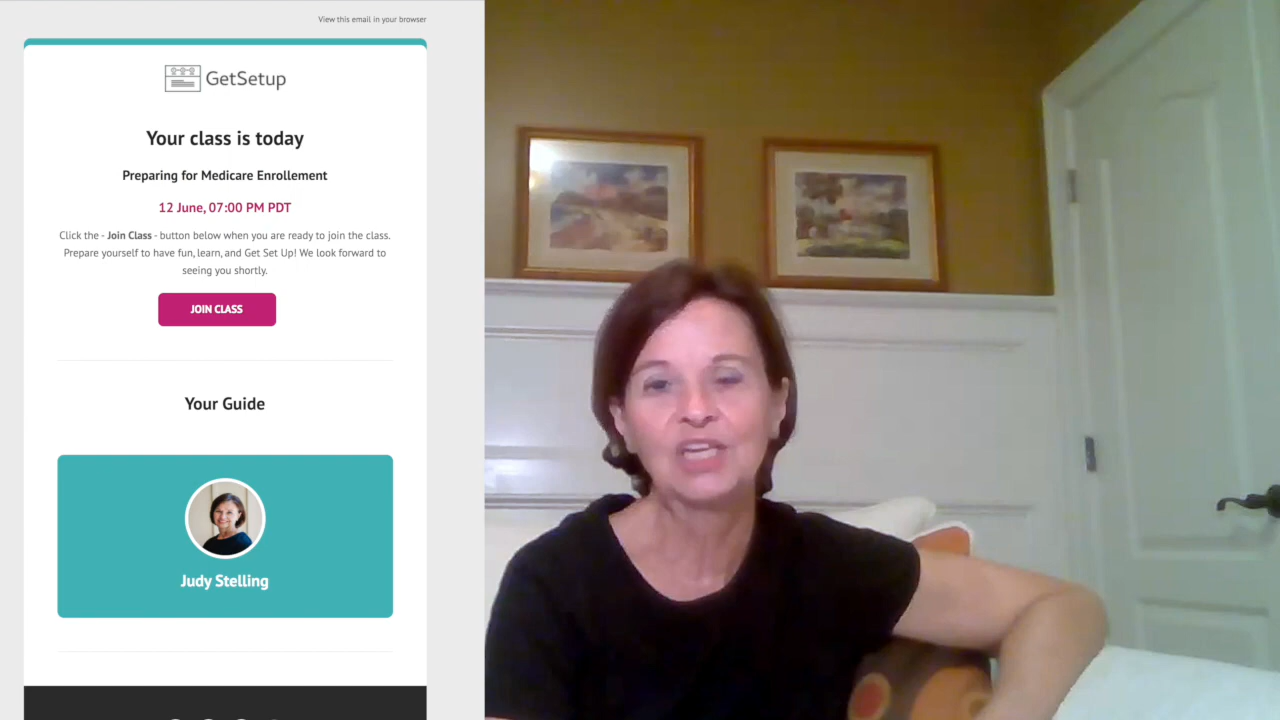 View this email in your browser
GetSetup
Your class is today
Preparing for Medicare Enrollement
12 June, 07:00 PM PDT
Click the - Join Class - button below when you are ready to join the class.
Prepare yourself to have fun, learn, and Get Set Up! We look forward to
seeing you shortly.
JOIN CLASS
Your Guide
Judy Stelling